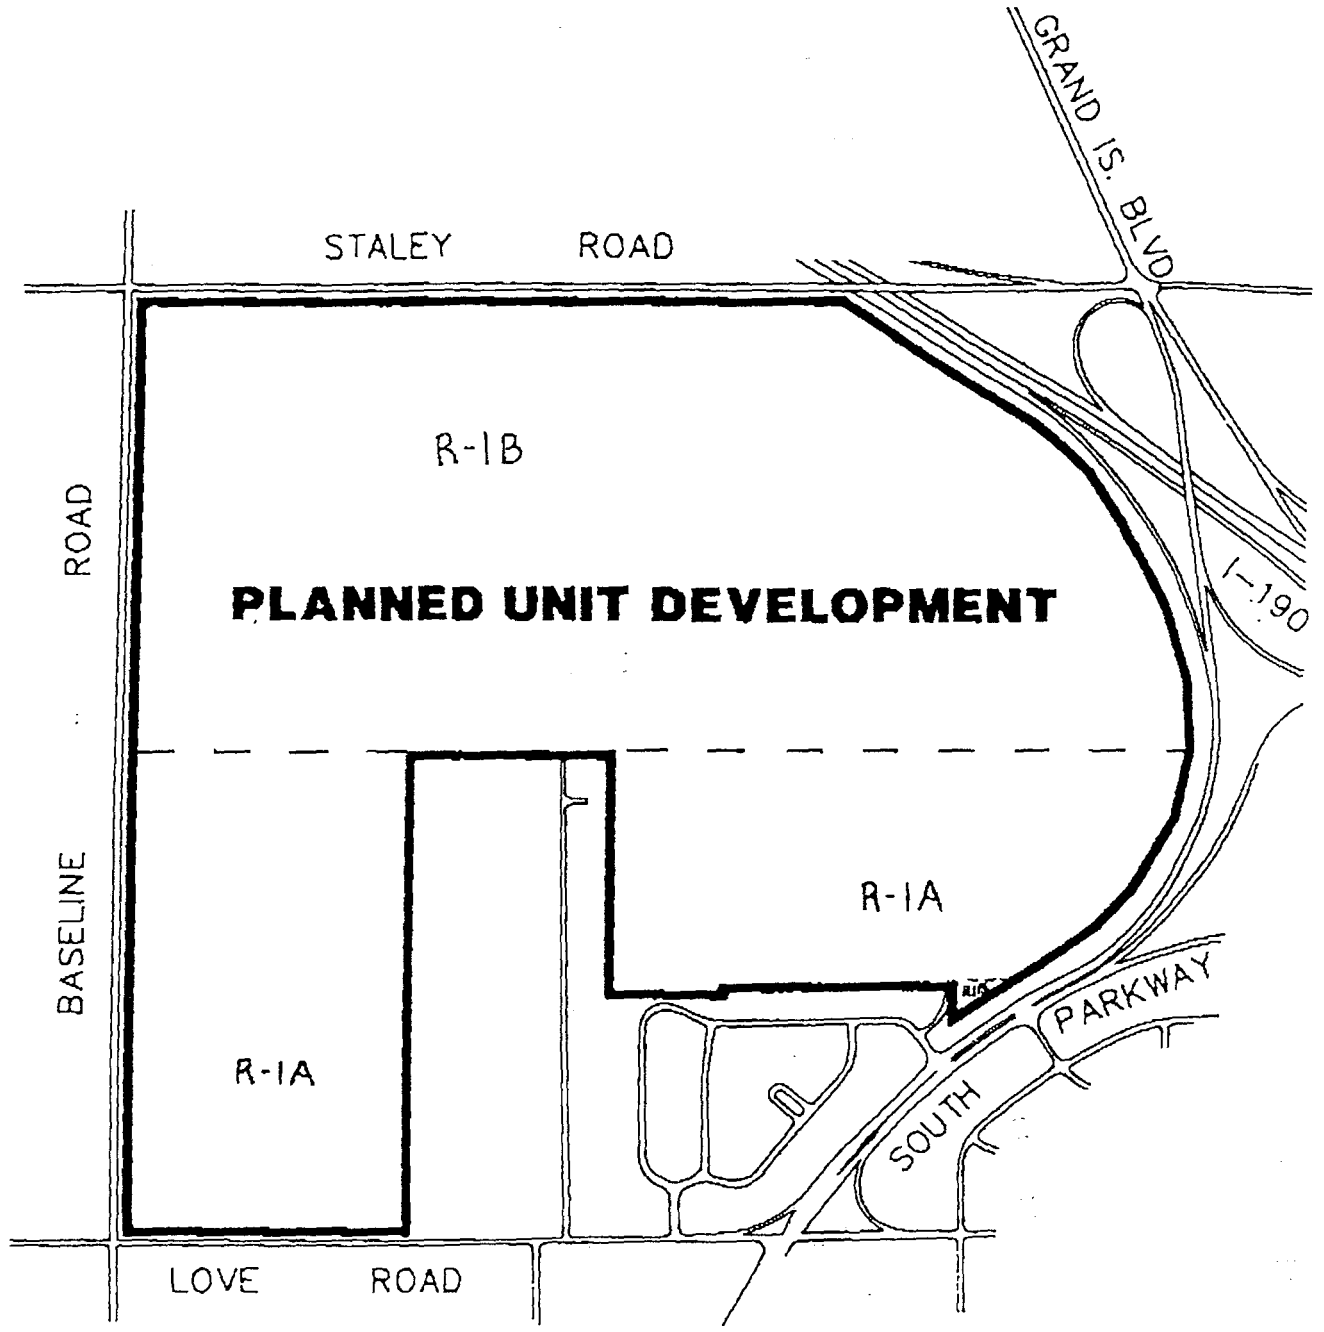 GRAND IS. BLVD
STALEY ROAD
R-1B
ROAD
PLANNED UNIT DEVELOPMENT
I-190
BASELINE
R-1A
PARKWAY
R-1A
SOUTH
LOVE ROAD